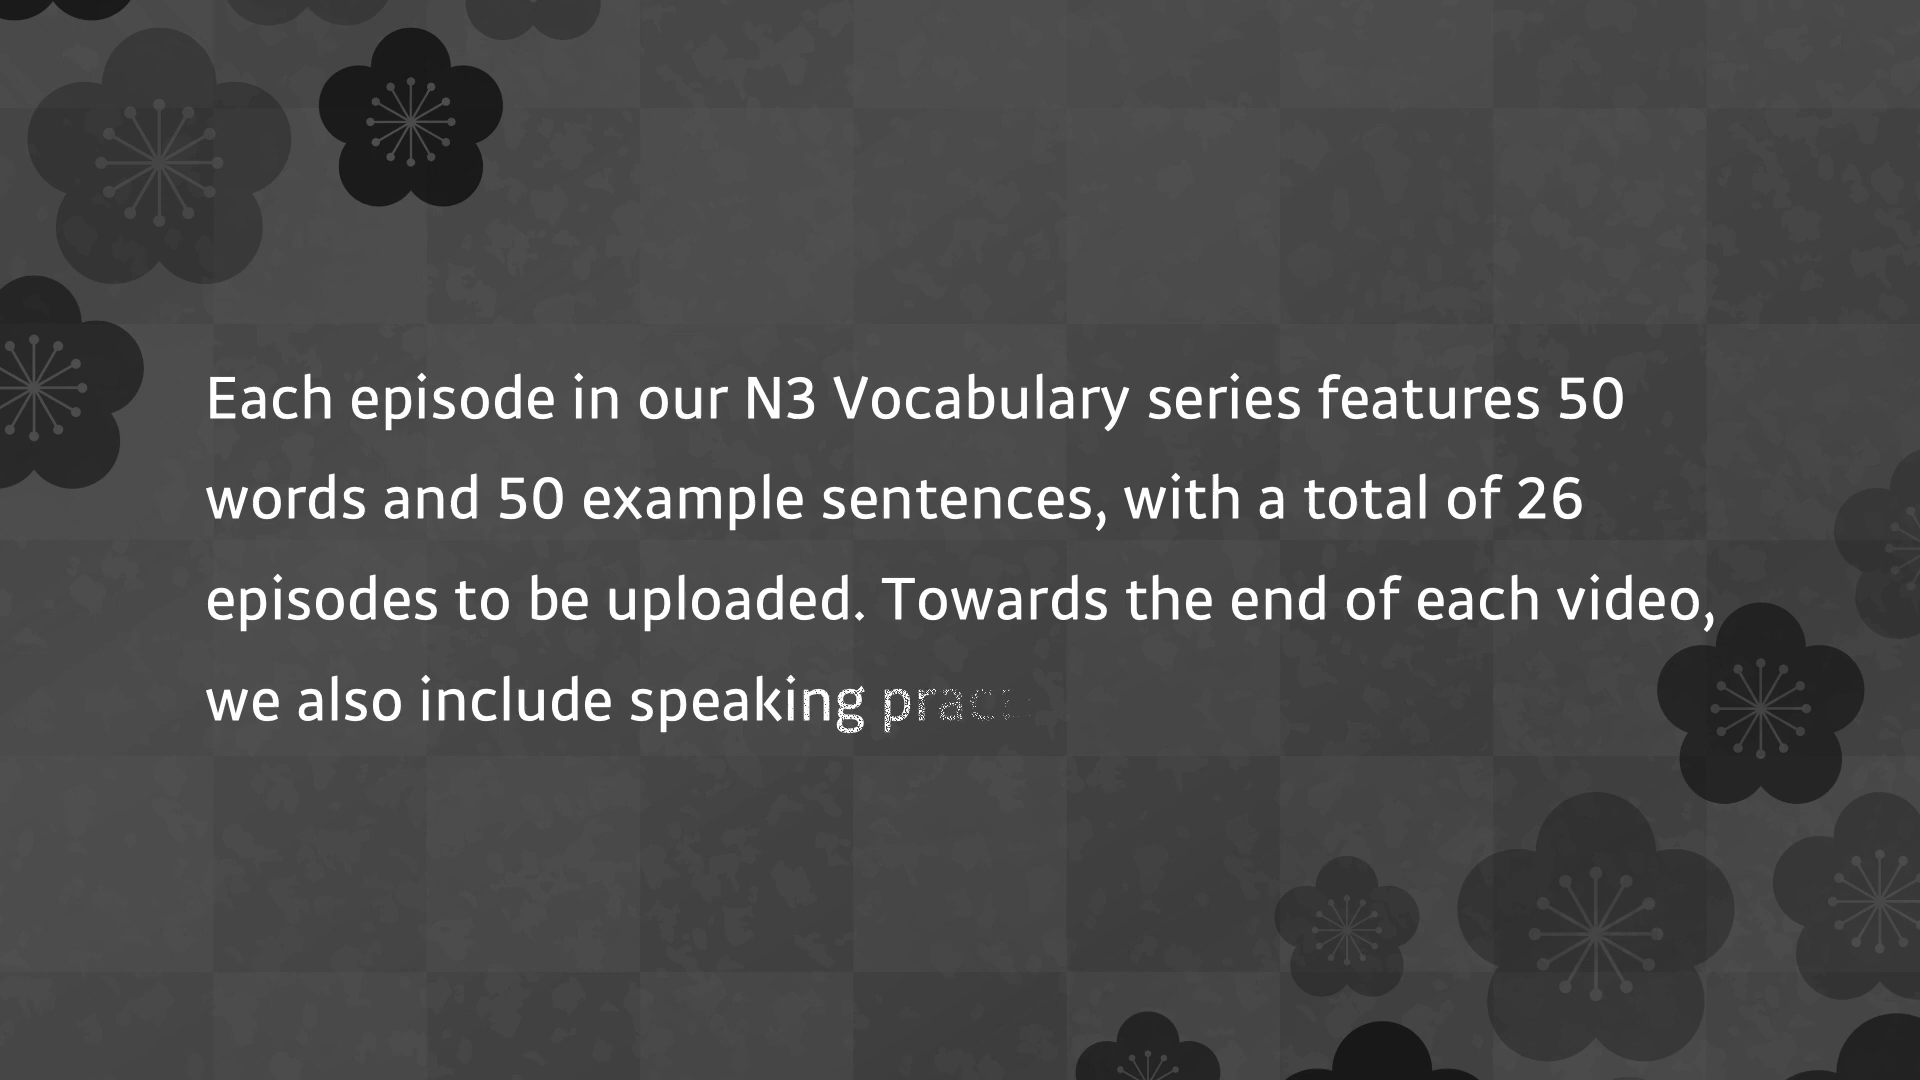 Each episode in our N3 Vocabulary series features 50
words and 50 example sentences, with a total of 26
episodes to be uploaded. Towards the end of each video,
we also include speaking